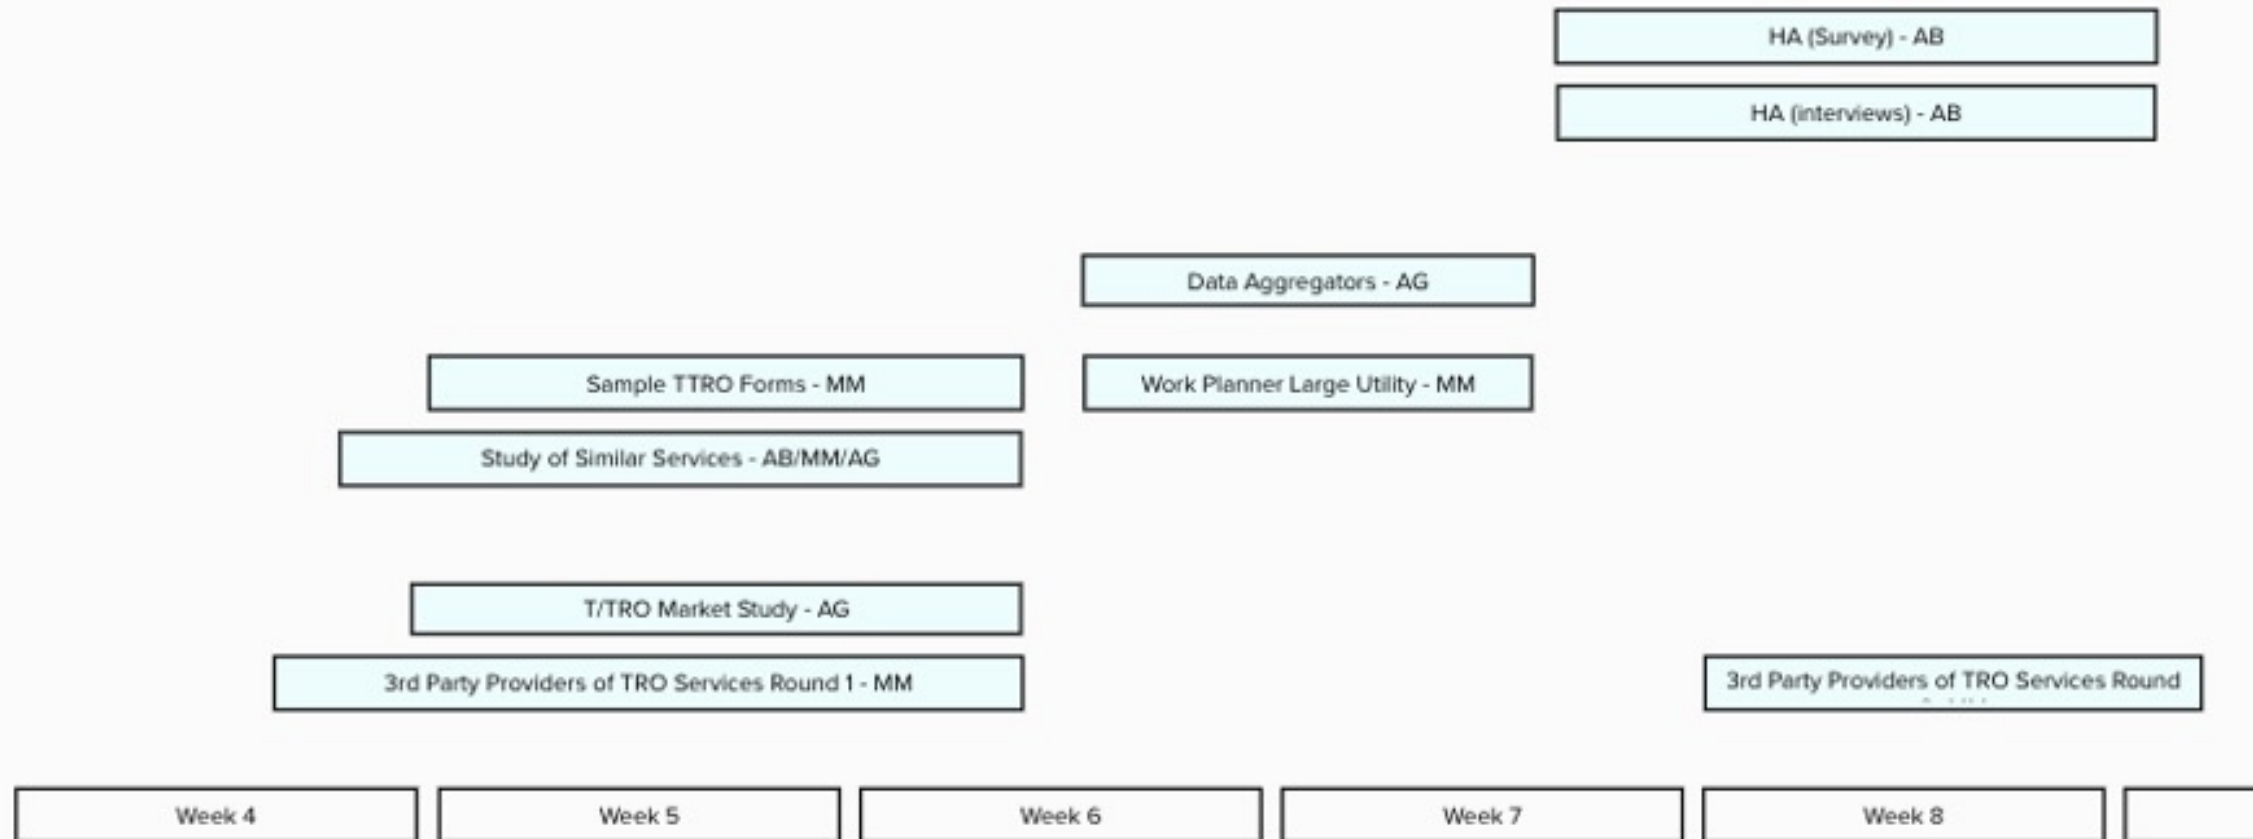 HA (Survey) - AB
HA (interviews) - AB
Data Aggregators - AG
Sample TTRO Forms - MM
Work Planner Large Utility - MM
Study of Similar Services - AB/MM/AG
T/TRO Market Study - AG
3rd Party Providers of TRO Services Round 1 - MM
3rd Party Providers of TRO Services Round
Week 4
Week 5
Week 6
Week 7
Week 8